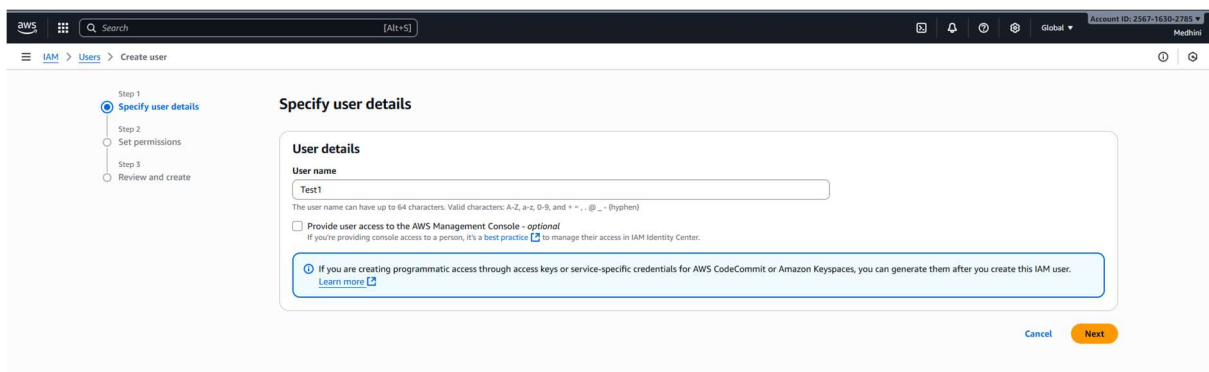 aws
Search [Alt+S]
Global
Account ID: 2567-1630-2785
Medhini
IAM > Users > Create user
Step 1
Specify user details
Step 2
Set permissions
Step 3
Review and create
Specify user details
User details
User name
Test1
The user name can have up to 64 characters. Valid characters: A-Z, a-z, 0-9, and + = , . @ _ - (hyphen)
Provide user access to the AWS Management Console - optional
If you're providing console access to a person, it's a best practice to manage their access in IAM Identity Center.
If you are creating programmatic access through access keys or service-specific credentials for AWS CodeCommit or Amazon Keyspaces, you can generate them after you create this IAM user.
Learn more
Cancel
Next